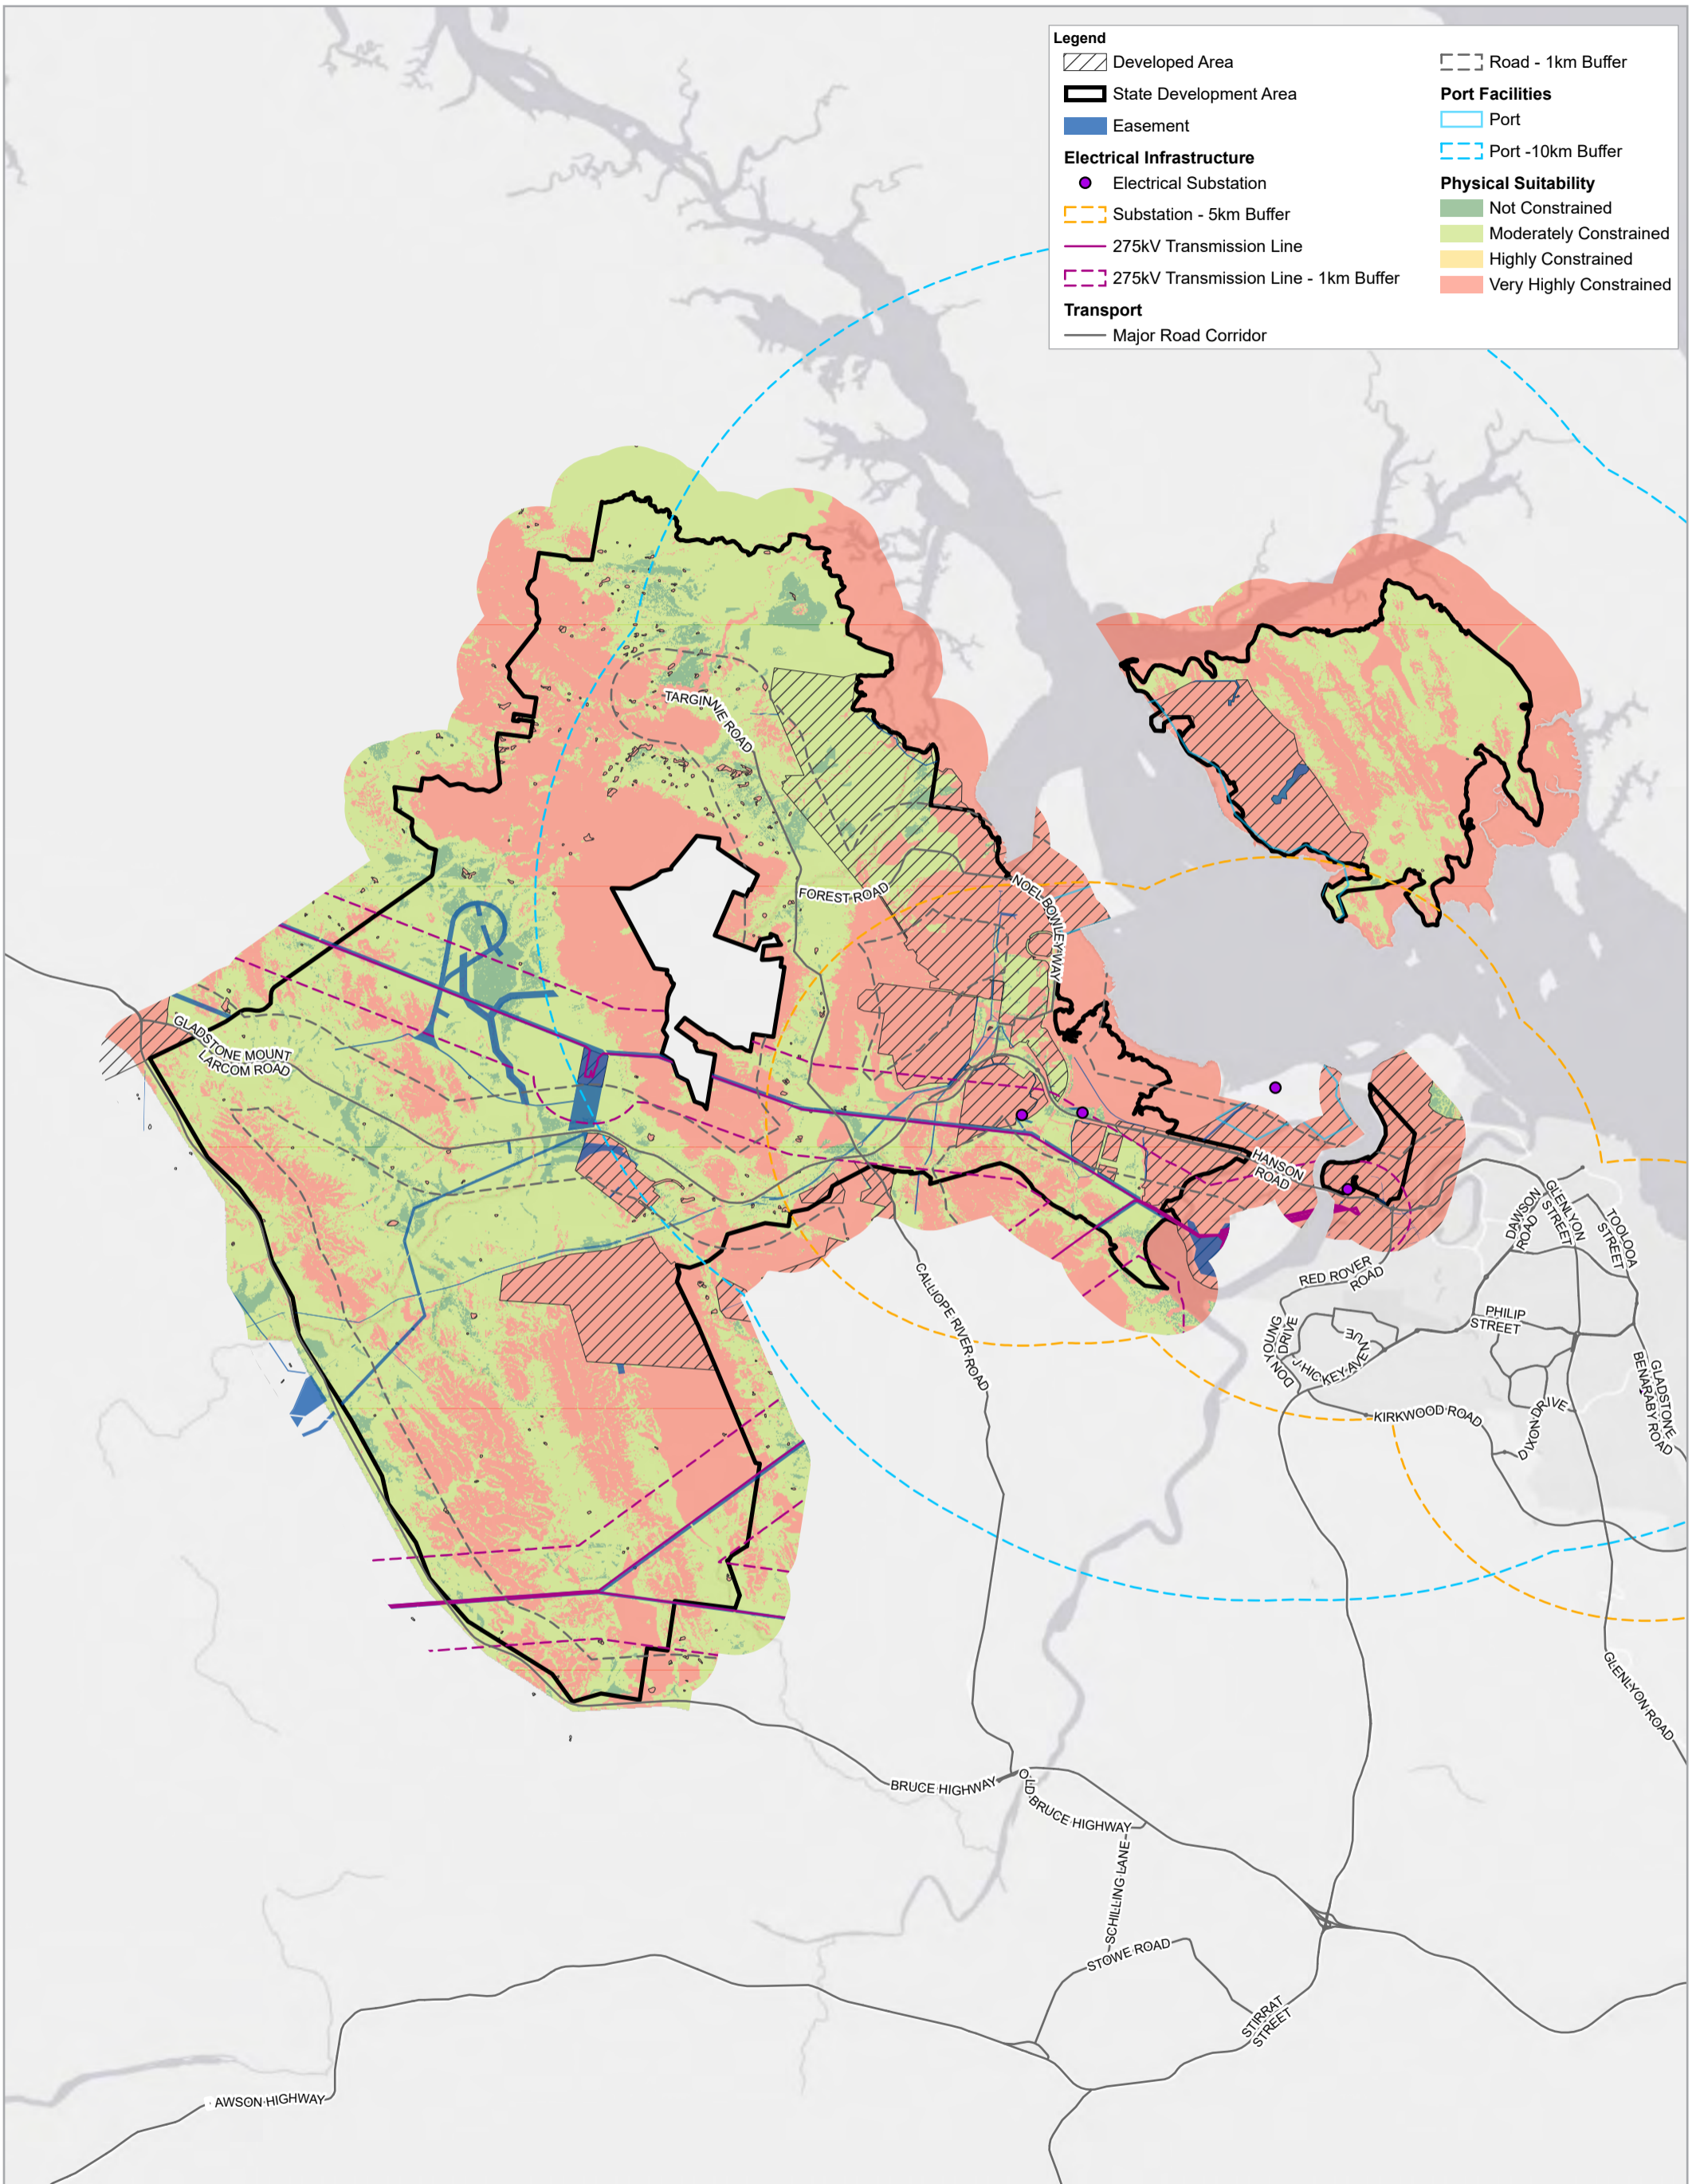 Legend
Developed Area
State Development Area
Easement
Electrical Infrastructure
Electrical Substation
Substation - 5km Buffer
275kV Transmission Line
275kV Transmission Line - 1km Buffer
Transport
Major Road Corridor
Road - 1km Buffer
Port Facilities
Port
Port -10km Buffer
Physical Suitability
Not Constrained
Moderately Constrained
Highly Constrained
Very Highly Constrained
TARGINNIE ROAD
FOREST ROAD
NOEL BOWLEY WAY
GLADSTONE MOUNT
LARCOM ROAD
HANSON
ROAD
DAWSON
ROAD
GLENLYON
STREET
TOOLOOA
STREET
RED ROVER
ROAD
CALLIOPE RIVER ROAD
PHILIP
STREET
DON YOUNG
DRIVE
VHICKEY AVENUE
GLADSTONE
BENARABY ROAD
KIRKWOOD ROAD
DIXON DRIVE
GLENLYON ROAD
BRUCE HIGHWAY
OLD BRUCE HIGHWAY
SCHILLING LANE
STOWE ROAD
STIRRAT
STREET
AWSON HIGHWAY